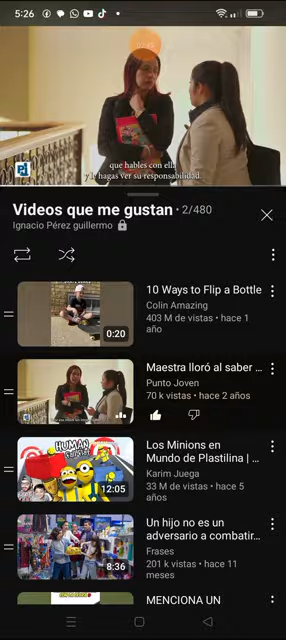 5:26
03:45
que hables con ella
y le hagas ver su responsabilidad.
Videos que me gustan · 2/480
Ignacio Pérez guillermo
10 Ways to Flip a Bottle
Colin Amazing
403 M de vistas • hace 1
año
0:20
Maestra lloró al saber ...
Punto Joven
70 k vistas • hace 2 años
Los Minions en
Mundo de Plastilina | ...
Karim Juega
33 M de vistas • hace 5
años
HUMAN
12:05
Un hijo no es un
adversario a combatir...
Frases
201 k vistas • hace 11
meses
8:36
MENCIONA UN